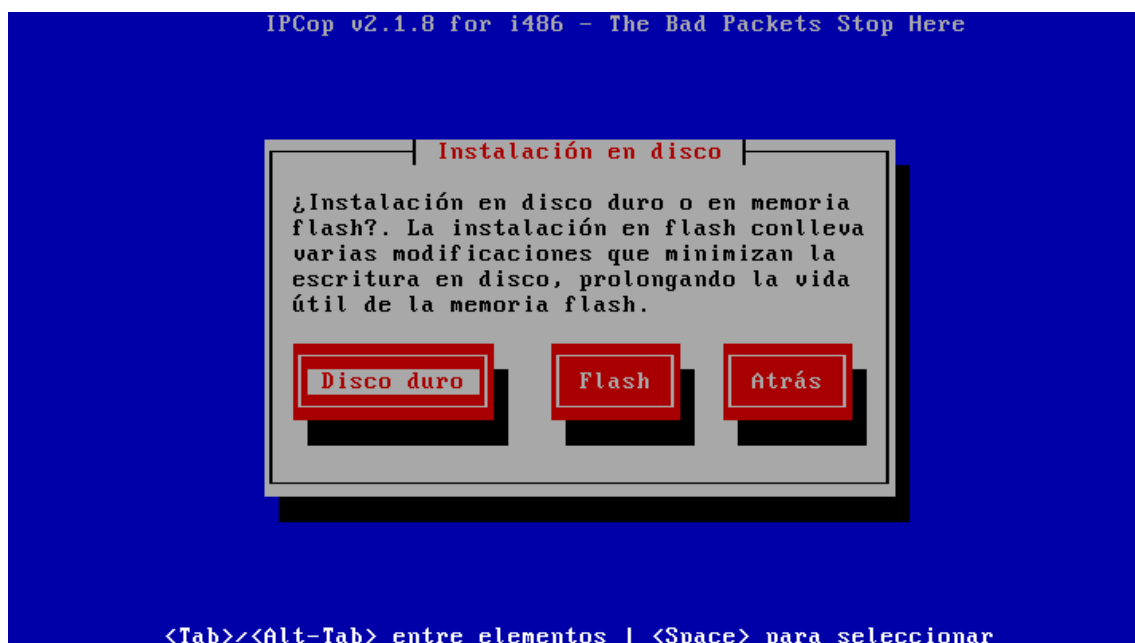 IPCop v2.1.8 for i486 - The Bad Packets Stop Here
Instalación en disco
¿Instalación en disco duro o en memoria
flash?. La instalación en flash conlleva
varias modificaciones que minimizan la
escritura en disco, prolongando la vida
útil de la memoria flash.
Disco duro Flash Atrás
<Tab>/<Alt-Tab> entre elementos | <Space> para seleccionar